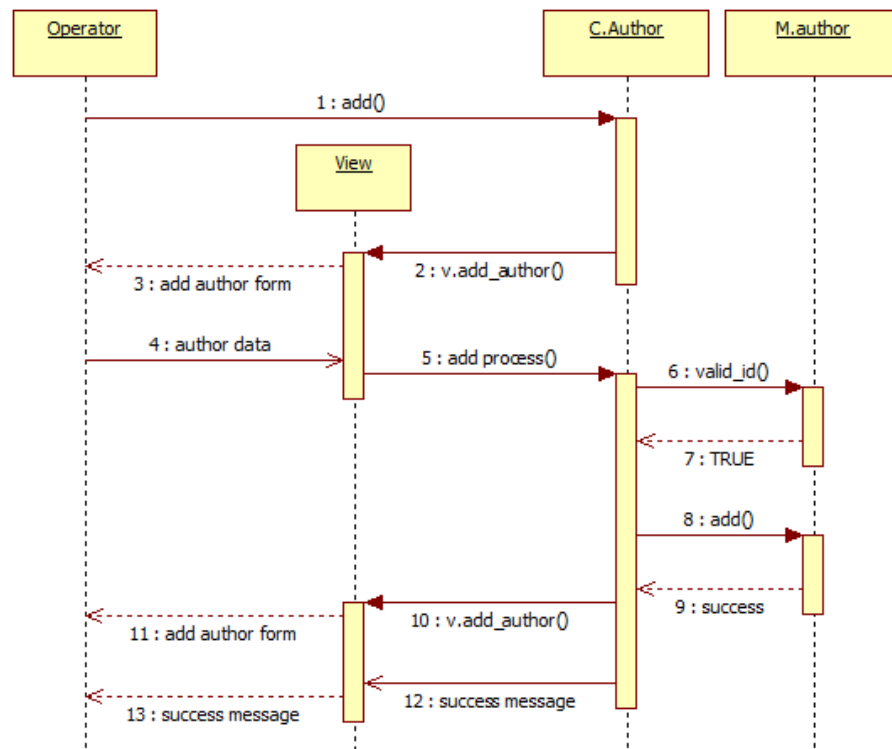 Operator
C.Author
M.author
1 : add()
View
2 : v.add_author()
3 : add author form
4 : author data
5 : add process()
6 : valid_id()
7 : TRUE
8 : add()
9 : success
10 : v.add_author()
11 : add author form
12 : success message
13 : success message